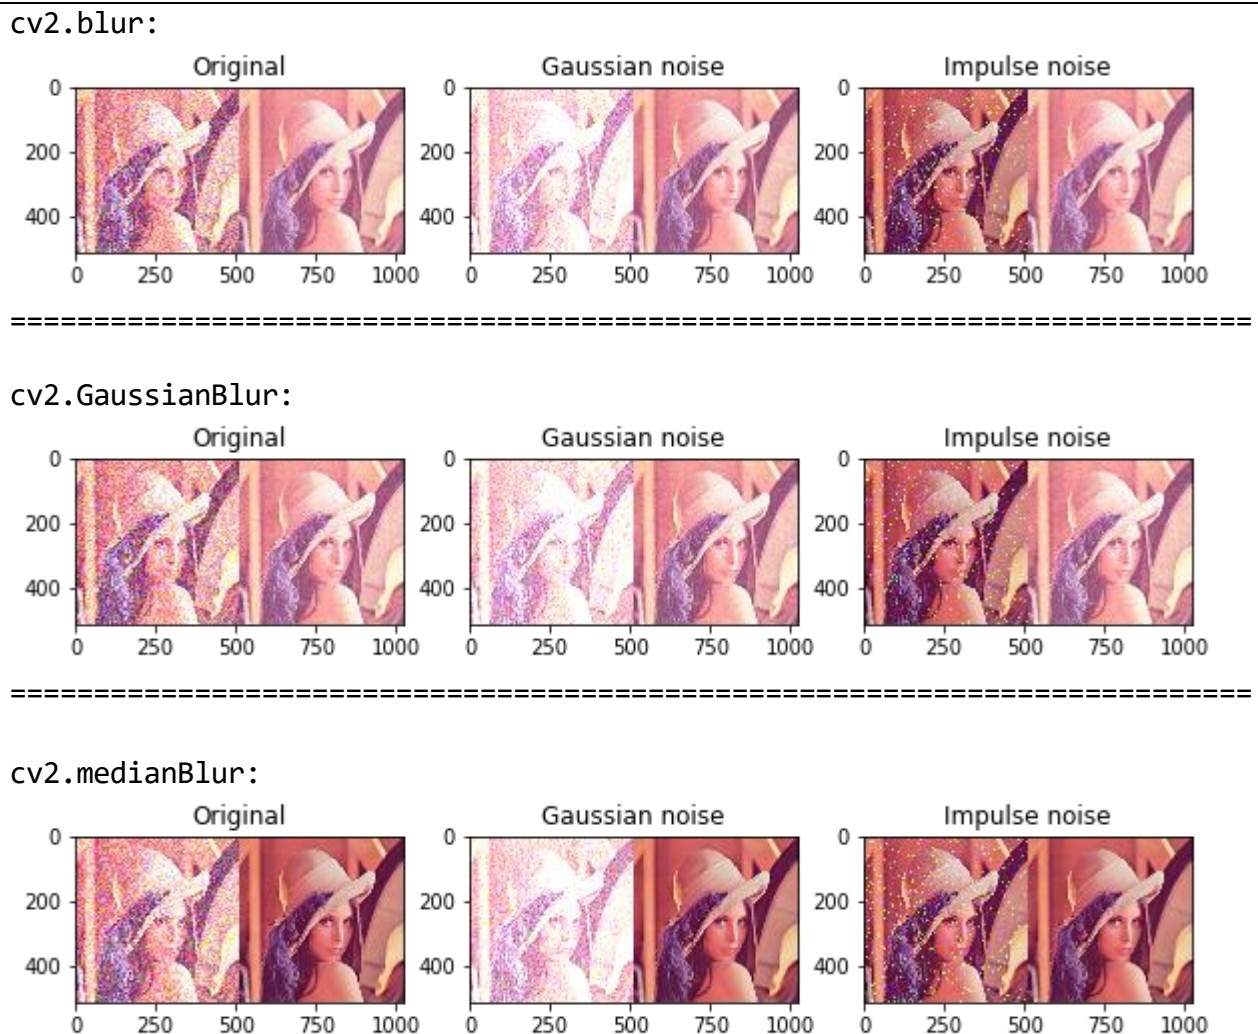 cv2.blur:
Original Gaussian noise Impulse noise
0 0 0
200 200 200
400 400 400
0 250 500 750 1000 0 250 500 750 1000 0 250 500 750 1000
==========================================================================
cv2.GaussianBlur:
Original Gaussian noise Impulse noise
0 0 0
200 200 200
400 400 400
0 250 500 750 1000 0 250 500 750 1000 0 250 500 750 1000
==========================================================================
cv2.medianBlur:
Original Gaussian noise Impulse noise
0 0 0
200 200 200
400 400 400
0 250 500 750 1000 0 250 500 750 1000 0 250 500 750 1000